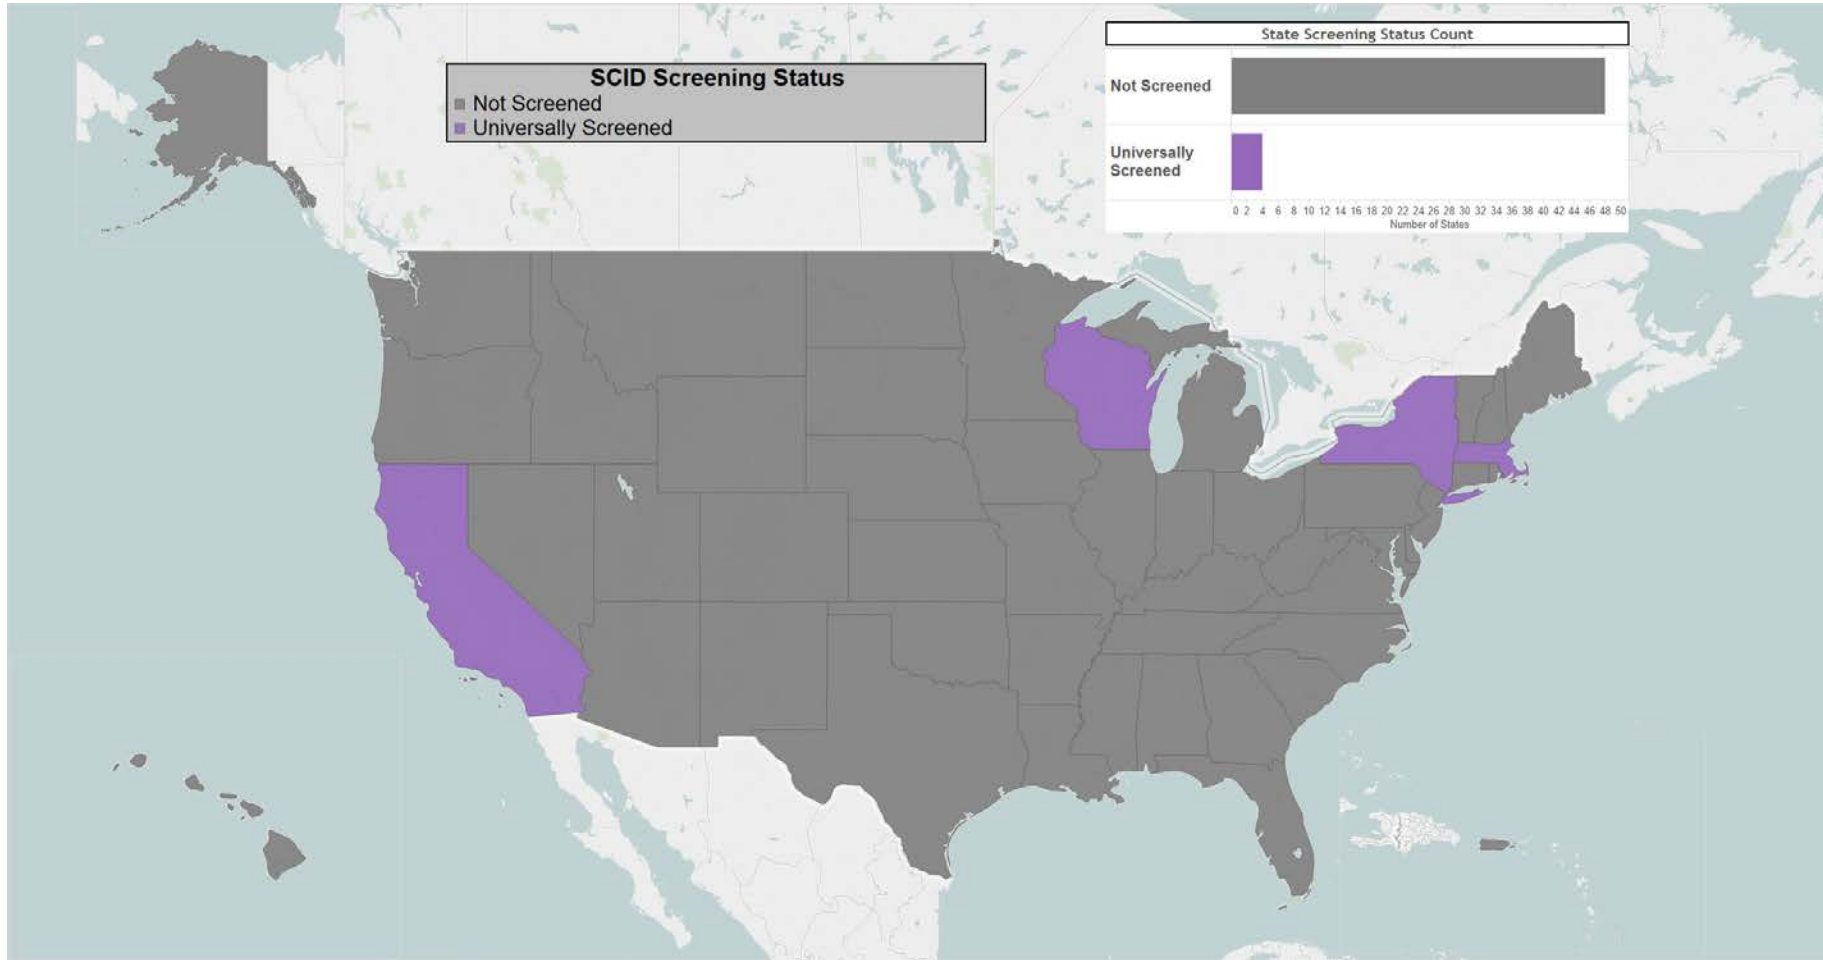 SCID Screening Status
Not Screened
Universally Screened
State Screening Status Count
Not Screened
Universally
Screened
0 2 4 6 8 10 12 14 16 18 20 22 24 26 28 30 32 34 36 38 40 42 44 46 48 50
Number of States